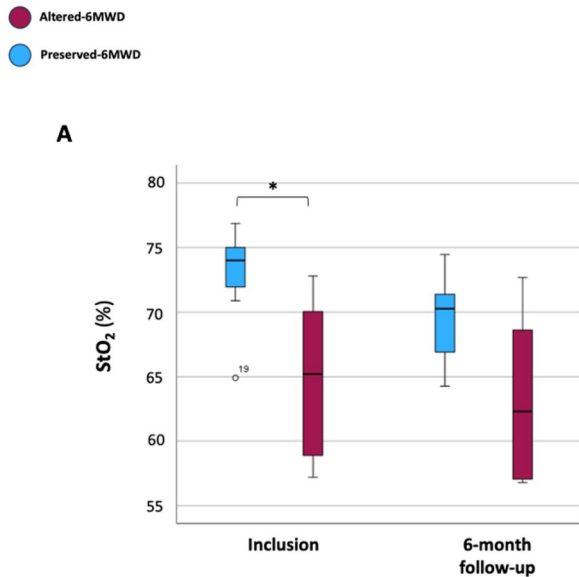 Altered-6MWD
Preserved-6MWD
A
80
*
75
70
65
19
60
55
StO₂ (%)
Inclusion
6-month
follow-up